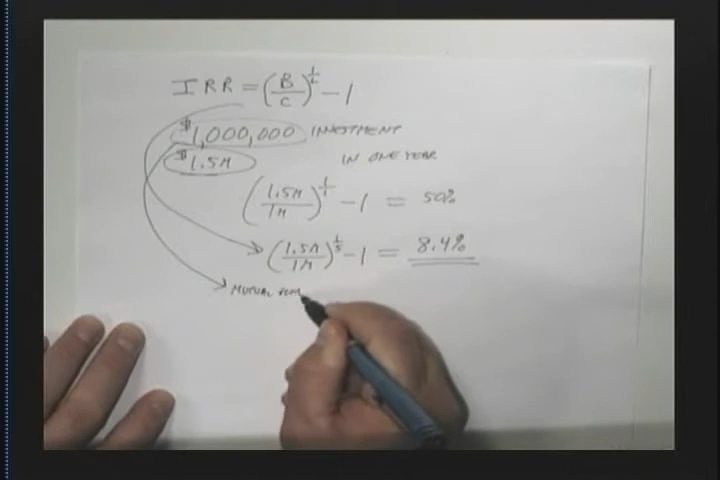 IRR = (B/C)^1/t - 1
$1,000,000 INVESTMENT
$1.5M IN ONE YEAR
(1.5M/1M)^1/1 - 1 = 50%
(1.5M/1M)^1/5 - 1 = 8.4%
MUTUAL